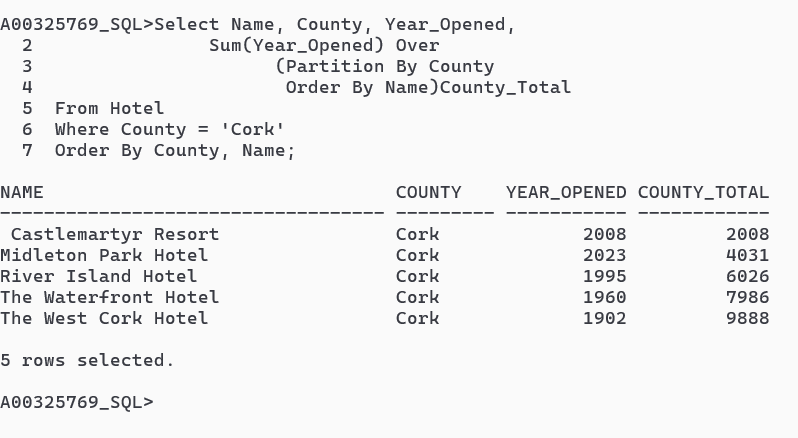 A00325769_SQL>Select Name, County, Year_Opened,
  2                Sum(Year_Opened) Over
  3                      (Partition By County
  4                       Order By Name)County_Total
  5  From Hotel
  6  Where County = 'Cork'
  7  Order By County, Name;

NAME                                COUNTY    YEAR_OPENED COUNTY_TOTAL
----------------------------------- --------- ----------- ------------
 Castlemartyr Resort                Cork             2008         2008
Midleton Park Hotel                 Cork             2023         4031
River Island Hotel                  Cork             1995         6026
The Waterfront Hotel                Cork             1960         7986
The West Cork Hotel                 Cork             1902         9888

5 rows selected.

A00325769_SQL>